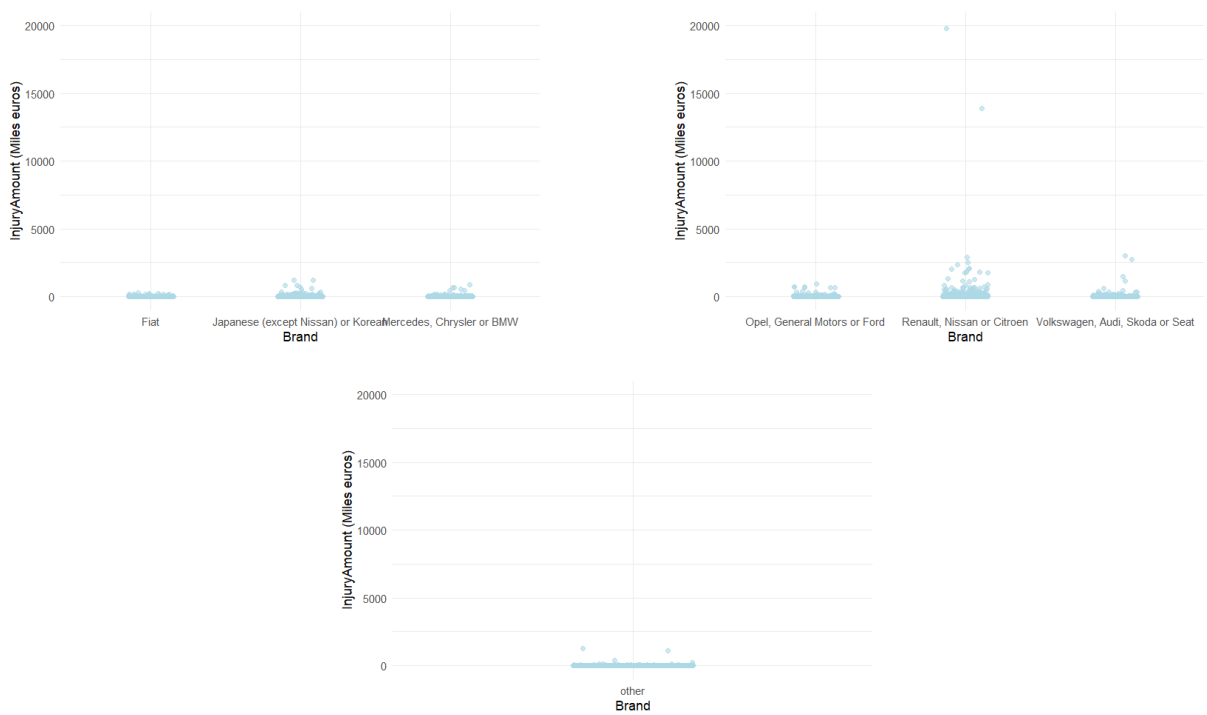 20000
15000
10000
5000
0
InjuryAmount (Miles euros)
Fiat
Japanese (except Nissan) or Korean
Mercedes, Chrysler or BMW
Brand
20000
15000
10000
5000
0
InjuryAmount (Miles euros)
Opel, General Motors or Ford
Renault, Nissan or Citroen
Volkswagen, Audi, Skoda or Seat
Brand
20000
15000
10000
5000
0
InjuryAmount (Miles euros)
other
Brand